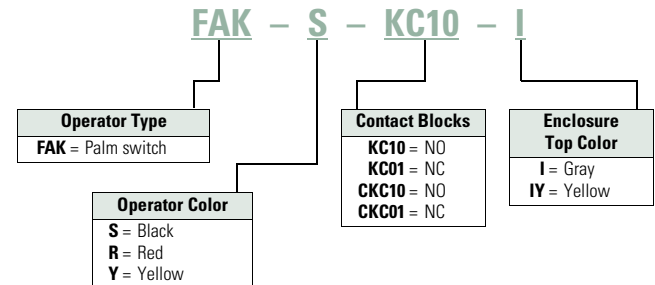 FAK – S – KC10 – I
Operator Type
FAK = Palm switch
Operator Color
S = Black
R = Red
Y = Yellow
Contact Blocks
KC10 = NO
KC01 = NC
CKC10 = NO
CKC01 = NC
Enclosure
Top Color
I = Gray
IY = Yellow